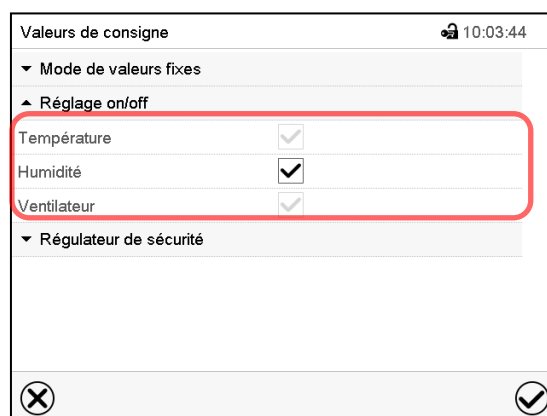 Valeurs de consigne 10:03:44
Mode de valeurs fixes
Réglage on/off
Température
Humidité
Ventilateur
Régulateur de sécurité